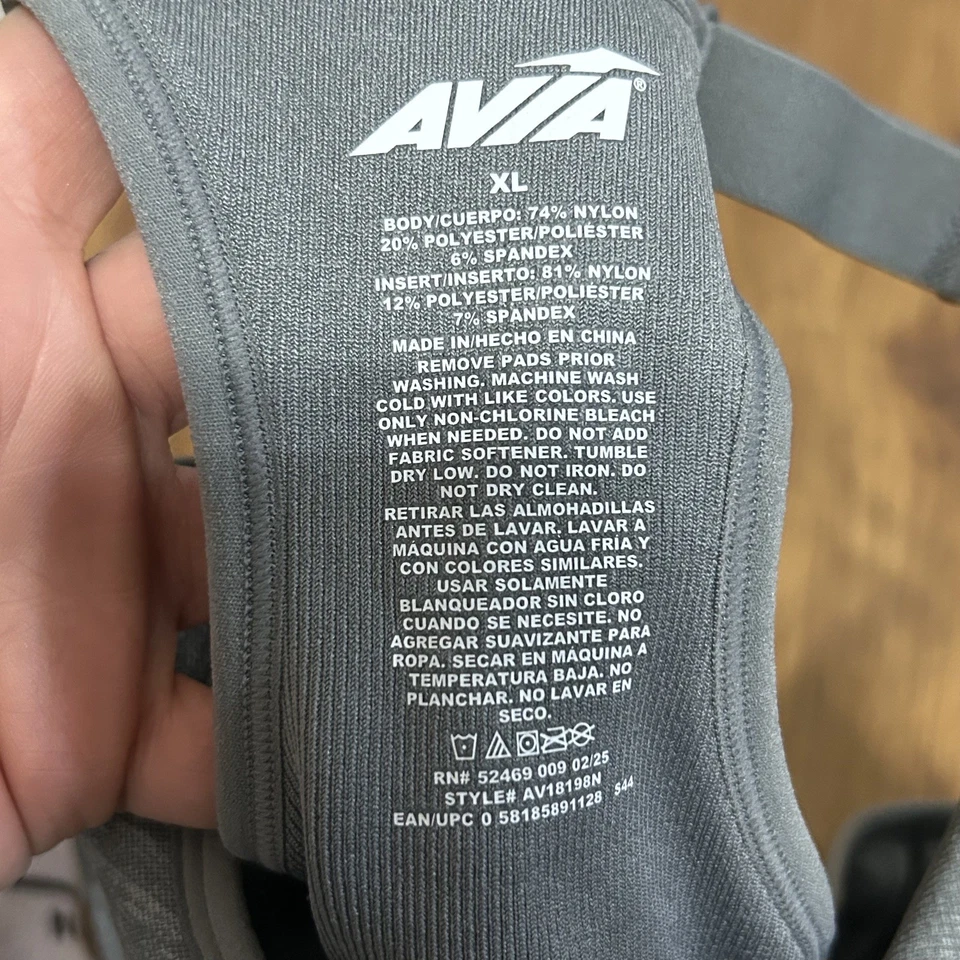 AVIA®
XL
BODY/CUERPO: 74% NYLON
20% POLYESTER/POLIÉSTER
6% SPANDEX
INSERT/INSERTO: 81% NYLON
12% POLYESTER/POLIÉSTER
7% SPANDEX
MADE IN/HECHO EN CHINA
REMOVE PADS PRIOR
WASHING. MACHINE WASH
COLD WITH LIKE COLORS. USE
ONLY NON-CHLORINE BLEACH
WHEN NEEDED. DO NOT ADD
FABRIC SOFTENER. TUMBLE
DRY LOW. DO NOT IRON. DO
NOT DRY CLEAN.
RETIRAR LAS ALMOHADILLAS
ANTES DE LAVAR. LAVAR A
MÁQUINA CON AGUA FRÍA Y
CON COLORES SIMILARES.
USAR SOLAMENTE
BLANQUEADOR SIN CLORO
CUANDO SE NECESITE. NO
AGREGAR SUAVIZANTE PARA
ROPA. SECAR EN MÁQUINA A
TEMPERATURA BAJA. NO
PLANCHAR. NO LAVAR EN
SECO.
RN# 52469 009 02/25
STYLE# AV18198N
EAN/UPC 0 58185891128 S44